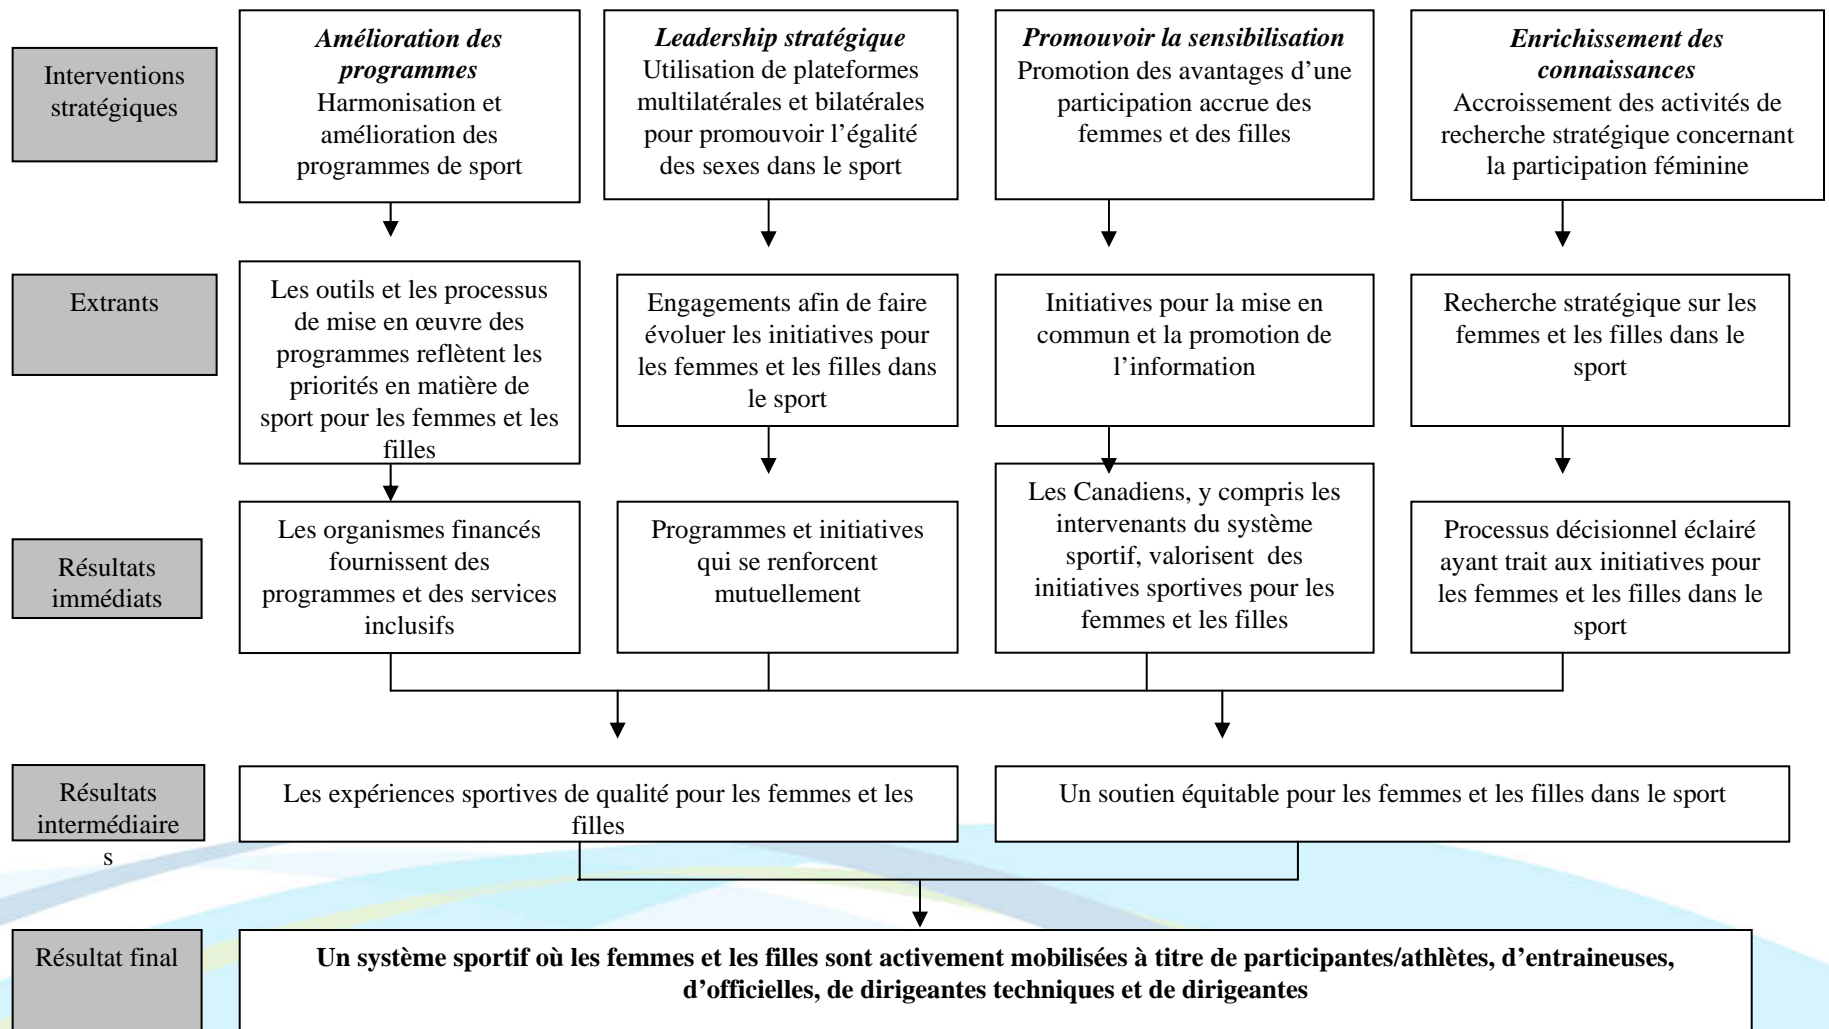 Interventions
stratégiques
Amélioration des
programmes
Harmonisation et
amélioration des
programmes de sport
Leadership stratégique
Utilisation de plateformes
multilatérales et bilatérales
pour promouvoir l’égalité
des sexes dans le sport
Promouvoir la sensibilisation
Promotion des avantages d’une
participation accrue des
femmes et des filles
Enrichissement des
connaissances
Accroissement des activités de
recherche stratégique concernant
la participation féminine
Extrants
Les outils et les processus
de mise en œuvre des
programmes reflètent les
priorités en matière de
sport pour les femmes et les
filles
Engagements afin de faire
évoluer les initiatives pour
les femmes et les filles dans
le sport
Initiatives pour la mise en
commun et la promotion de
l’information
Recherche stratégique sur les
femmes et les filles dans le
sport
Résultats
immédiats
Les organismes financés
fournissent des
programmes et des services
inclusifs
Programmes et initiatives
qui se renforcent
mutuellement
Les Canadiens, y compris les
intervenants du système
sportif, valorisent des
initiatives sportives pour les
femmes et les filles
Processus décisionnel éclairé
ayant trait aux initiatives pour
les femmes et les filles dans le
sport
Résultats
intermédiaire
s
Les expériences sportives de qualité pour les femmes et les
filles
Un soutien équitable pour les femmes et les filles dans le sport
Résultat final
Un système sportif où les femmes et les filles sont activement mobilisées à titre de participantes/athlètes, d’entraineuses,
d’officielles, de dirigeantes techniques et de dirigeantes